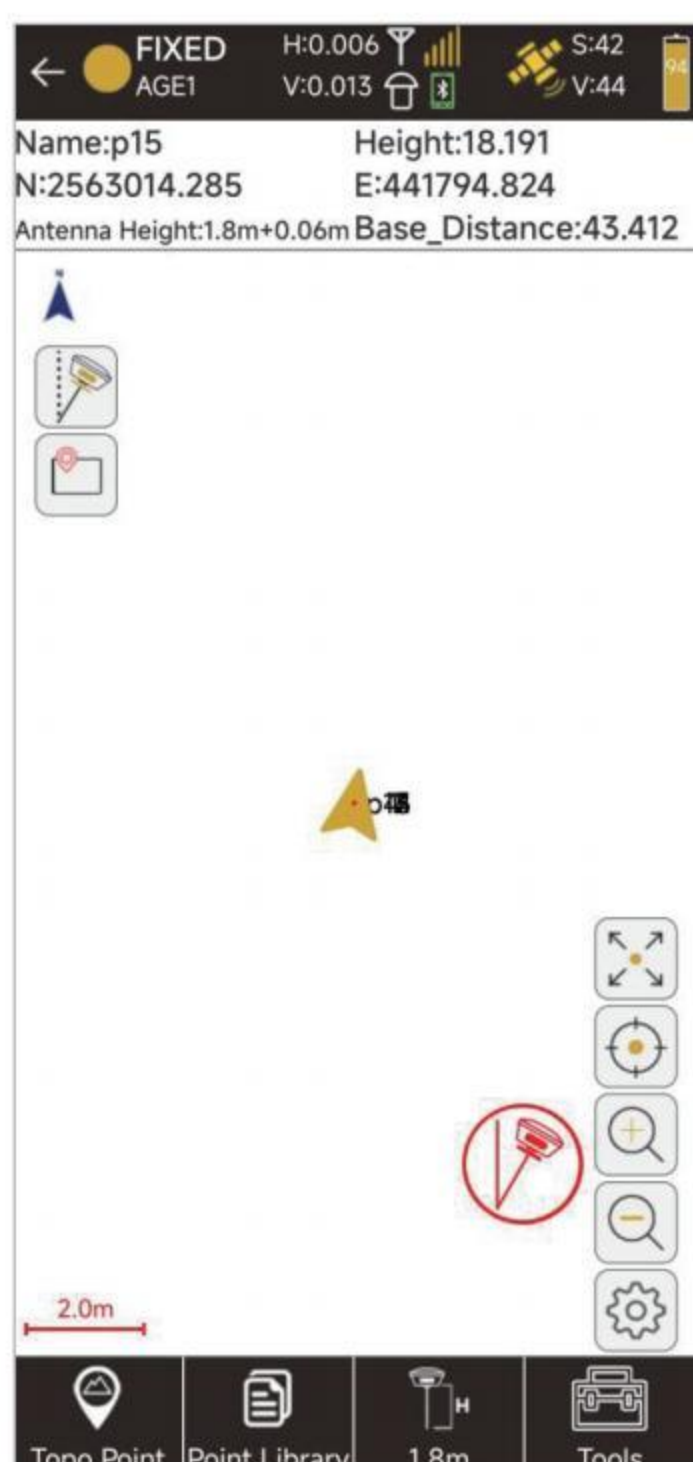 FIXED H:0.006 S:42 94
AGE1 V:0.013 V:44
Name:p15 Height:18.191
N:2563014.285 E:441794.824
Antenna Height:1.8m+0.06m Base_Distance:43.412
N
2.0m
H
Topo Point Point Library 1.8m Tools